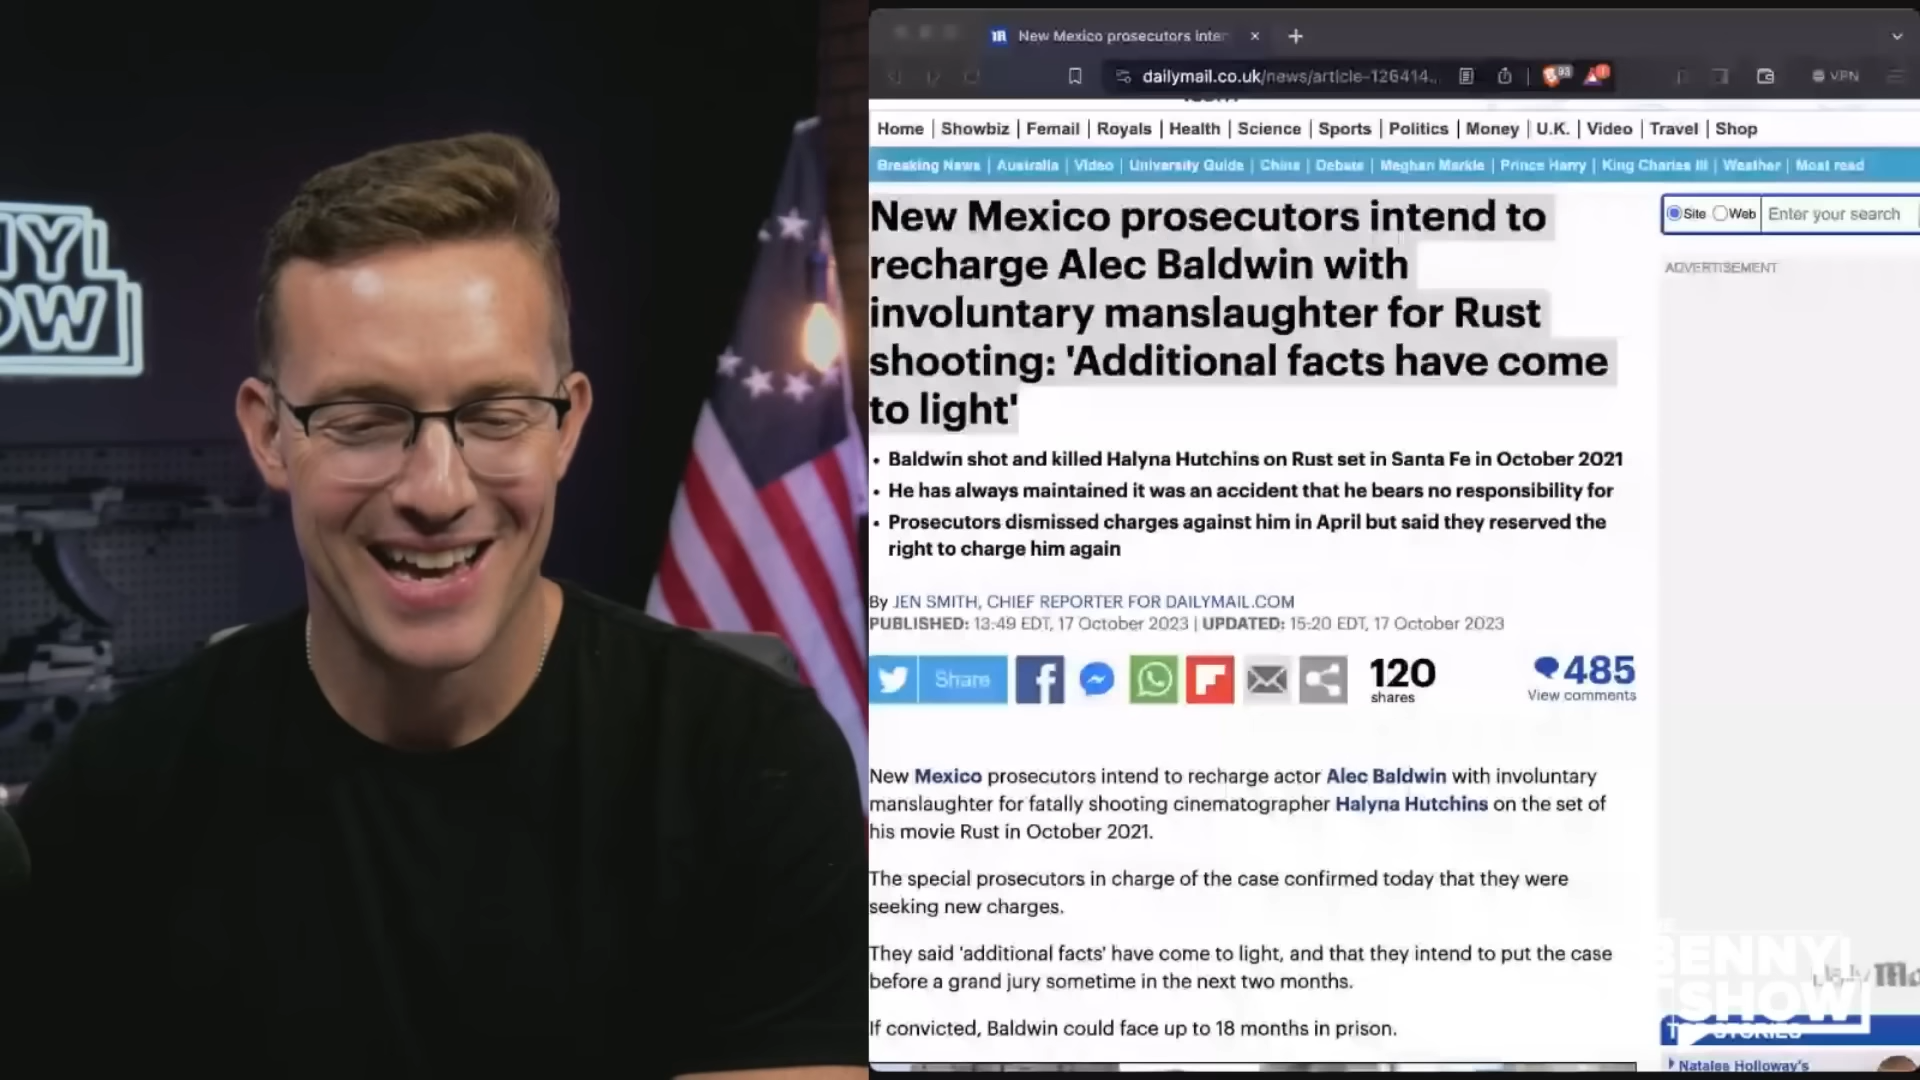 NY
OW
New Mexico prosecutors inte
dailymail.co.uk/news/article-126414...
93
VPN
Home | Showbiz | Femail | Royals | Health | Science | Sports | Politics | Money | U.K. | Video | Travel | Shop
Breaking News | Australia | Video | University Guide | China | Debate | Meghan Markle | Prince Harry | King Charles III | Weather | Most read
New Mexico prosecutors intend to
recharge Alec Baldwin with
involuntary manslaughter for Rust
shooting: 'Additional facts have come
to light'
Site Web Enter your search
ADVERTISEMENT
• Baldwin shot and killed Halyna Hutchins on Rust set in Santa Fe in October 2021
• He has always maintained it was an accident that he bears no responsibility for
• Prosecutors dismissed charges against him in April but said they reserved the
right to charge him again
By JEN SMITH, CHIEF REPORTER FOR DAILYMAIL.COM
PUBLISHED: 13:49 EDT, 17 October 2023 | UPDATED: 15:20 EDT, 17 October 2023
Share
120
shares
485
View comments
New Mexico prosecutors intend to recharge actor Alec Baldwin with involuntary
manslaughter for fatally shooting cinematographer Halyna Hutchins on the set of
his movie Rust in October 2021.
The special prosecutors in charge of the case confirmed today that they were
seeking new charges.
They said 'additional facts' have come to light, and that they intend to put the case
before a grand jury sometime in the next two months.
If convicted, Baldwin could face up to 18 months in prison.
BENNY
SHOW
TOP STORIES
Natalee Holloway's